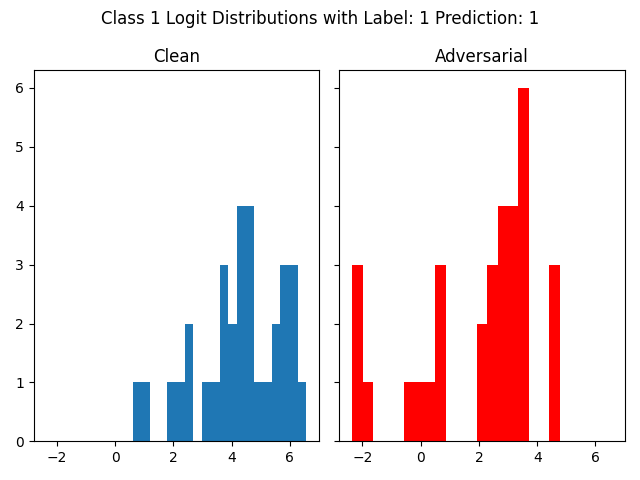 Class 1 Logit Distributions with Label: 1 Prediction: 1
Clean
Adversarial
6
5
4
3
2
1
0
−2 0 2 4 6
−2 0 2 4 6